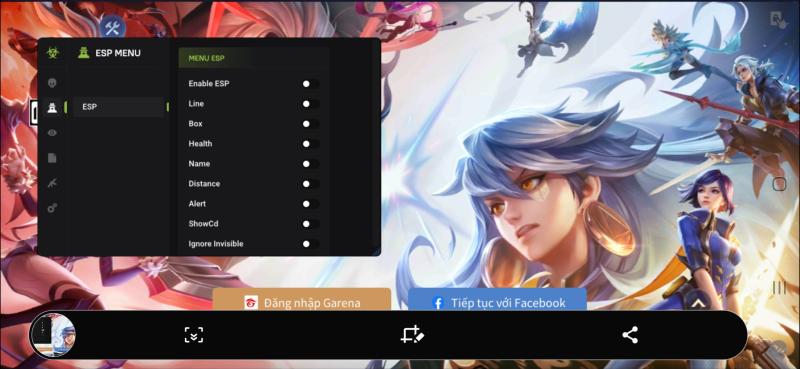 ESP MENU
MENU ESP
Enable ESP
ESP
Line
Box
Health
Name
Distance
Alert
ShowCd
Ignore Invisible
Đăng nhập Garena
Tiếp tục với Facebook